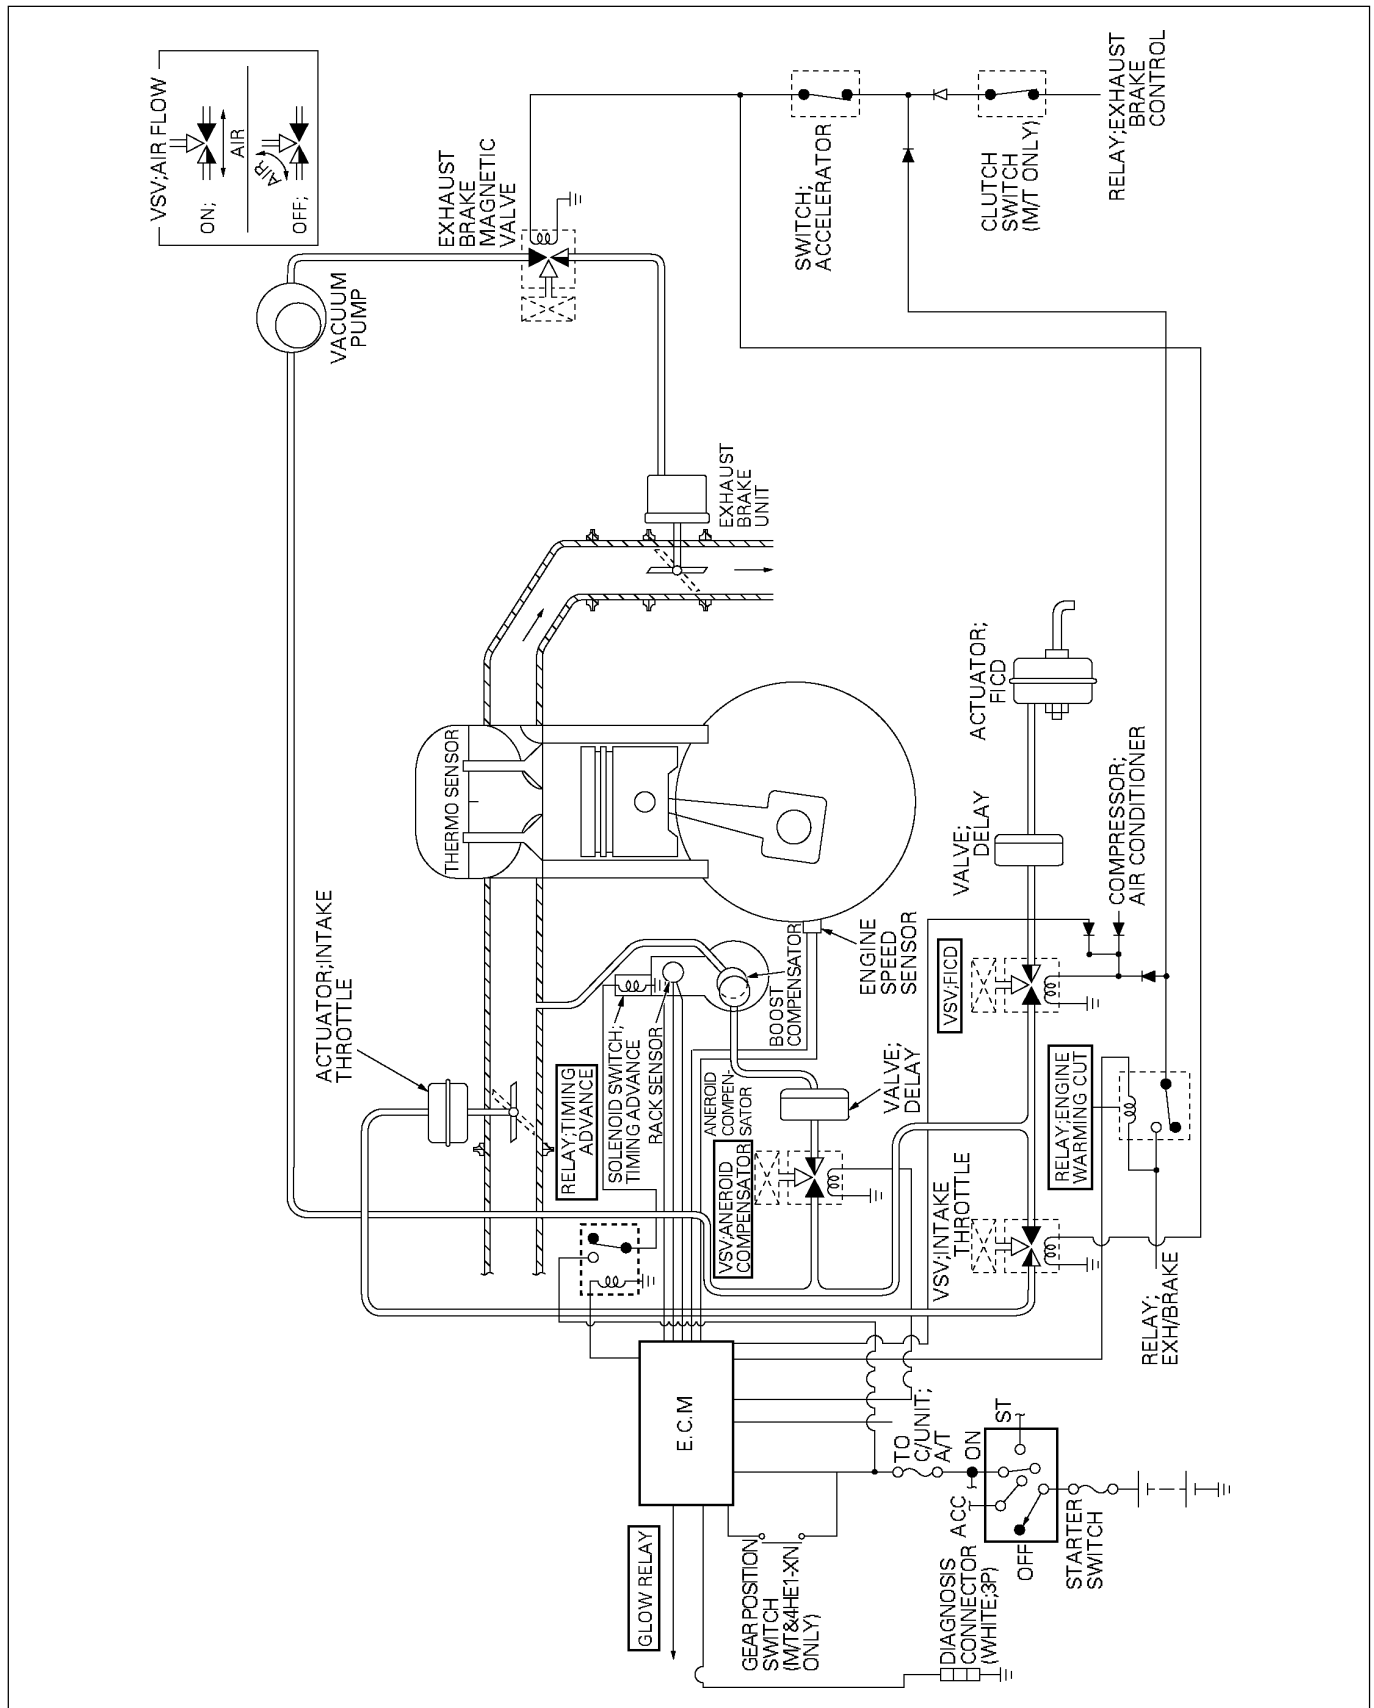 VSV;AIR FLOW
ON;
AIR
OFF;
AIR
VACUUM
PUMP
EXHAUST
BRAKE
MAGNETIC
VALVE
SWITCH;
ACCELERATOR
CLUTCH
SWITCH
(M/T ONLY)
RELAY;EXHAUST
BRAKE
CONTROL
EXHAUST
BRAKE
UNIT
THERMO SENSOR
ACTUATOR;INTAKE
THROTTLE
RELAY;TIMING
ADVANCE
SOLENOID SWITCH;
TIMING ADVANCE
RACK SENSOR
ANEROID
COMPEN-
SATOR
BOOST
COMPENSATOR
ENGINE
SPEED
SENSOR
VALVE;
DELAY
VSV;ANEROID
COMPENSATOR
ACTUATOR;
FICD
VALVE;
DELAY
COMPRESSOR;
AIR CONDITIONER
VSV;FICD
RELAY;ENGINE
WARMING CUT
VSV;INTAKE
THROTTLE
RELAY;
EXH/BRAKE
E.C.M
GLOW RELAY
GEAR POSITION
SWITCH
(M/T&4HE1-XN
ONLY)
DIAGNOSIS
CONNECTOR
(WHITE;3P)
TO
C/UNIT;
A/T
ACC
ON
ST
OFF
STARTER
SWITCH